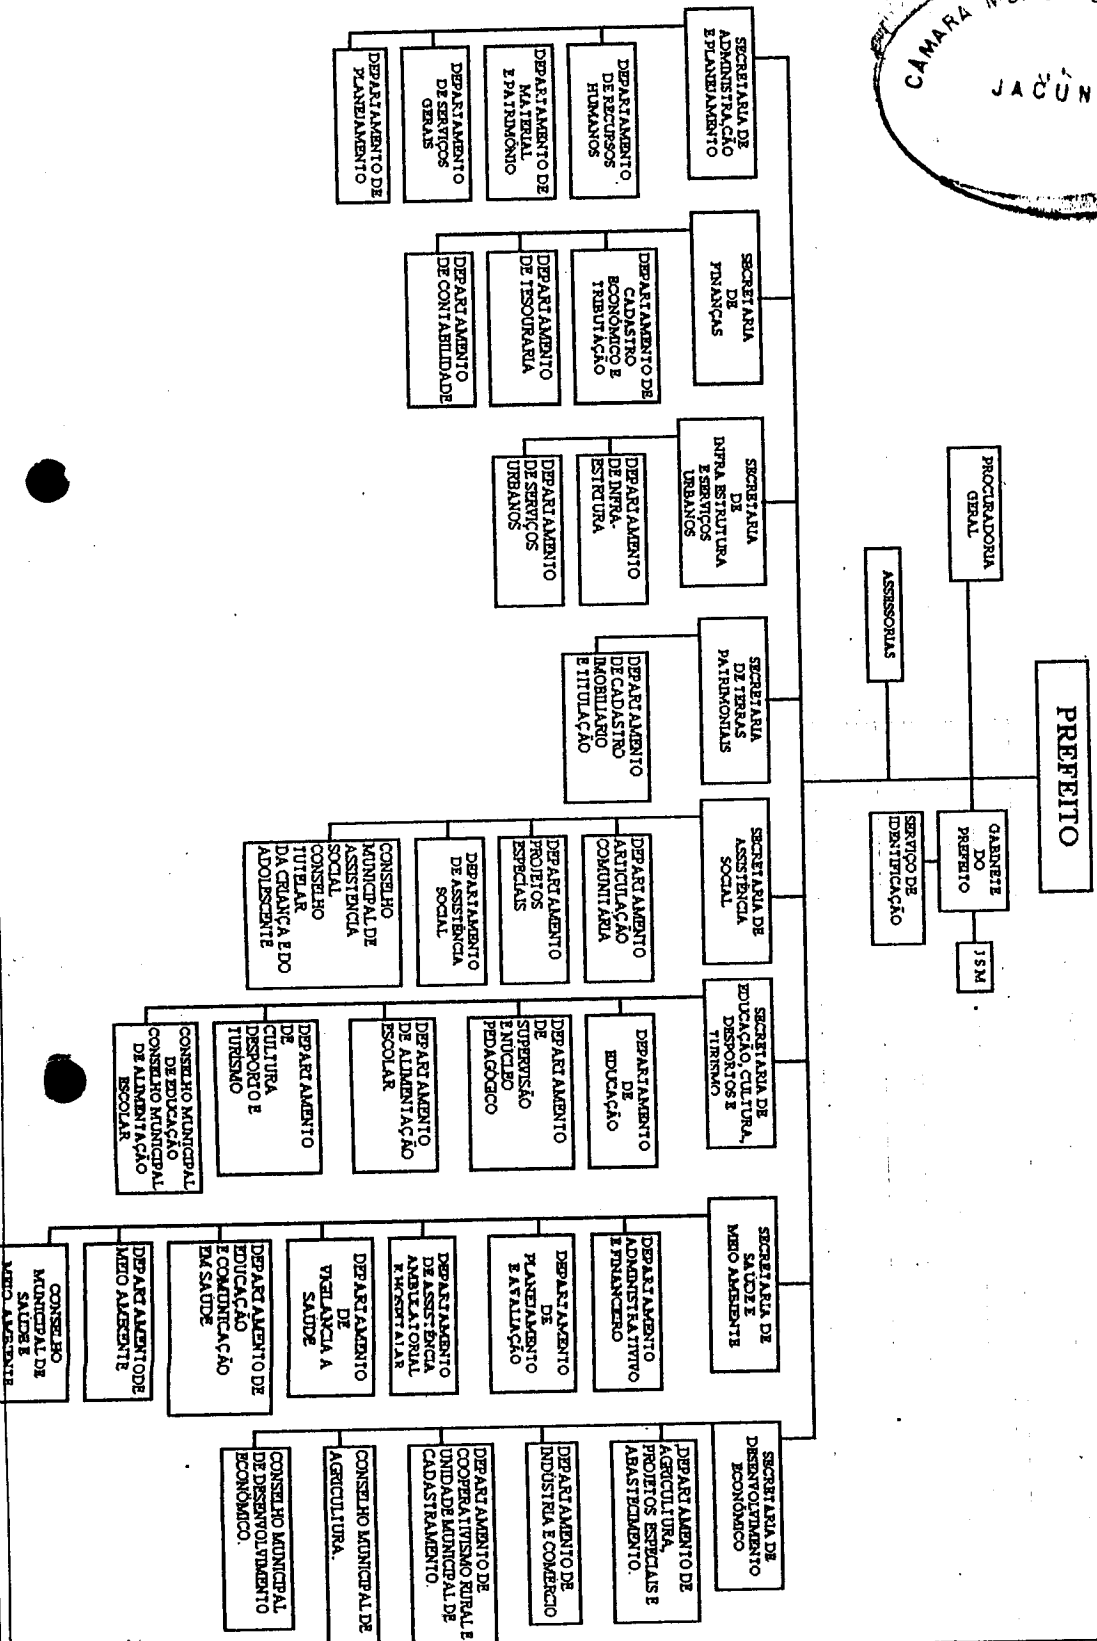 CAMARA
JACUN
PREFEITO
PROCURADORIA
GERAL
GABINETE
DO
PREFEITO
JSM
ASSESSORIAS
SERVIÇO DE
IDENTIFICAÇÃO
SECRETARIA DE
ADMINISTRAÇÃO
E PLANEJAMENTO
DEPARTAMENTO
DE RECURSOS
HUMANOS
DEPARTAMENTO DE
MATERIAL
E PATRIMÓNIO
DEPARTAMENTO
DE SERVIÇOS
GERAIS
DEPARTAMENTO DE
PLANEJAMENTO
SECRETARIA
DE
FINANÇAS
DEPARTAMENTO DE
CADASTRO
ECONÔMICO E
TRIBUTAÇÃO
DEPARTAMENTO
DE TESOURARIA
DEPARTAMENTO
DE CONTABILIDADE
SECRETARIA
DE
INFRA ESTRUTURA
E SERVIÇOS
URBANOS
DEPARTAMENTO
DE INFRA-
ESTRTURA
DEPARTAMENTO
DE SERVIÇOS
URBANOS
SECRETARIA
DE TERRAS
PATRIMONIAIS
DEPARTAMENTO
DE CADASTRO
IMOBILIARIO
E TITULAÇÃO
SECRETARIA DE
ASSISTÊNCIA
SOCIAL
DEPARTAMENTO
ARTICULAÇÃO
COMUNITÁRIA
DEPARTAMENTO
PROJETOS
ESPECIAIS
DEPARTAMENTO
DE ASSISTÊNCIA
SOCIAL
CONSELHO
MUNICIPAL DE
ASSISTENCIA
SOCIAL
CONSELHO
TUTELAR
DA CRIANÇA E DO
ADOLESCENTE
SECRETARIA DE
EDUCAÇÃO, CULTURA,
DESPORTOS E
TURISMO
DEPARTAMENTO
DE
EDUCAÇÃO
DEPARTAMENTO
DE
SUPERVISÃO
E NÚCLEO
PEDAGÓGICO
DEPARTAMENTO
DE ALIMENTAÇÃO
ESCOLAR
DEPARTAMENTO
DE
CULTURA
DESPORTO E
TURISMO
CONSELHO MUNICIPAL
DE EDUCAÇÃO
CONSELHO MUNICIPAL
DE ALIMENTAÇÃO
ESCOLAR
SECRETARIA DE
SAÚDE E
MEIO AMBIENTE
DEPARTAMENTO
ADMINISTRATIVIVO
E FINANCEIRO
DEPARTAMENTO
DE
PLANEJAMENTO
E AVALIAÇÃO
DEPARTAMENTO
DE ASSISTÊNCIA
AMBULATORIAL
E HOSPITALAR
DEPARTAMENTO
DE
VIGILANCIA A
SAÚDE
DEPARTAMENTO DE
EDUCAÇÃO
E COMUNICAÇÃO
EM SAUDE
DEPARTAMENTO DE
MEIO AMBIENTE
CONSELHO
MUNICIPAL DE
SAÚDE E
MEIO AMBIENTE
SECRETARIA DE
DESENVOLVIMENTO
ECONÔMICO
DEPARTAMENTO DE
AGRICULTURA,
PROJETOS ESPECIAIS E
ABASTECIMENTO.
DEPARTAMENTO DE
INDÚSTRIA E COMÉRCIO
DEPARTAMENTO DE
COOPERATIVISMO RURAL E
UNIDADE MUNICIPAL DE
CADASTRAMENTO.
CONSELHO MUNICIPAL DE
AGRICULTURA.
CONSELHO MUNICIPAL
DE DESENVOLVIMENTO
ECONÔMICO.